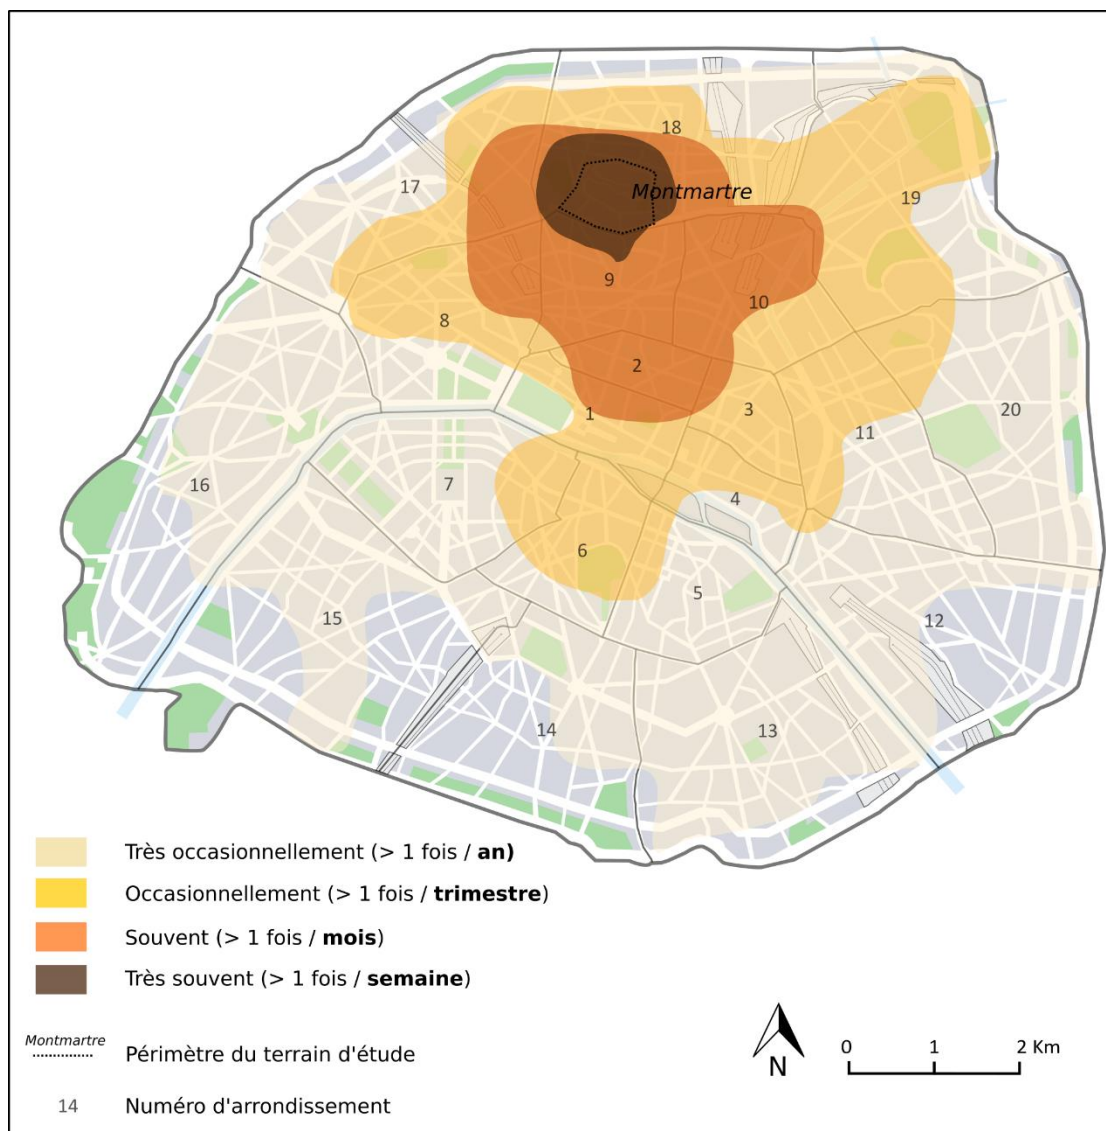 18
17
Montmartre
19
9
10
8
2
1
3
20
11
16
7
4
6
5
15
12
14
13
Très occasionnellement (> 1 fois / an)
Occasionnellement (> 1 fois / trimestre)
Souvent (> 1 fois / mois)
Très souvent (> 1 fois / semaine)
Montmartre
Périmètre du terrain d'étude
14 Numéro d'arrondissement
N
0 1 2 Km